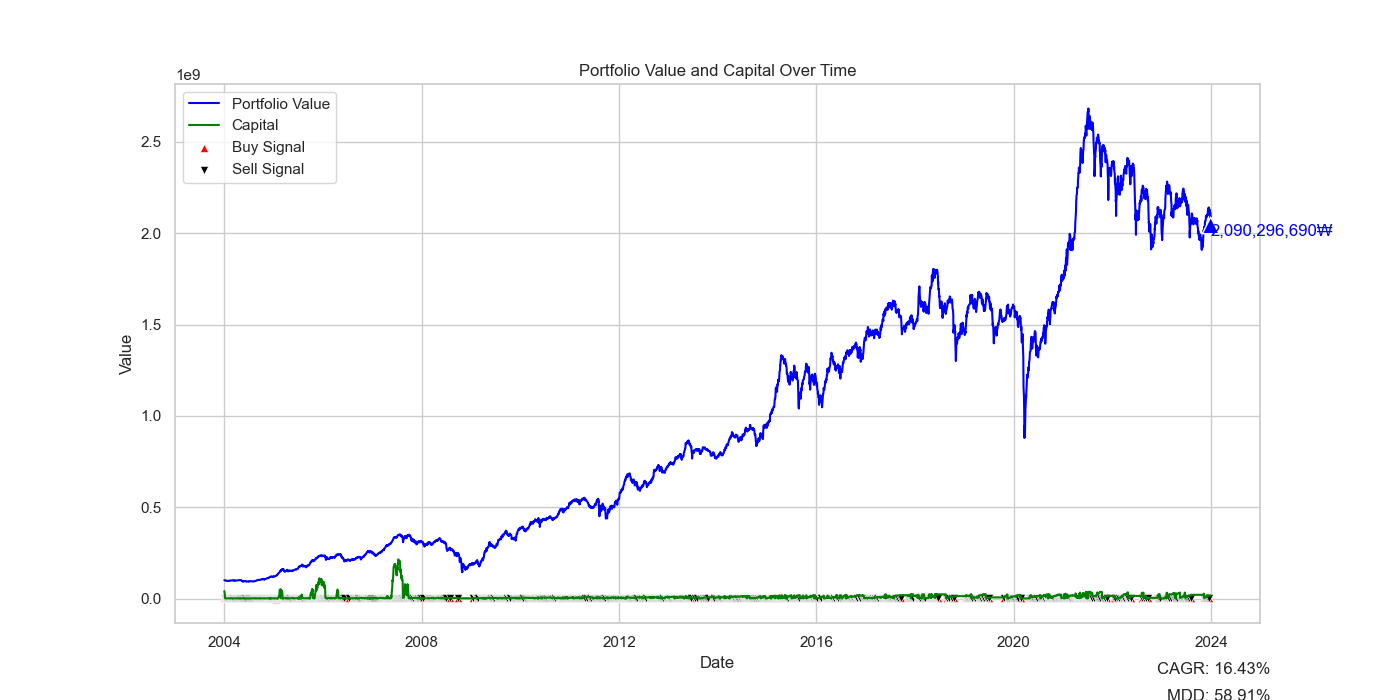 Portfolio Value and Capital Over Time
1e9
Portfolio Value
Capital
Buy Signal
Sell Signal
2.5
2.0
1.5
1.0
0.5
0.0
Value
2,090,296,690₩
2004
2008
2012
2016
2020
2024
Date
CAGR: 16.43%
MDD: 58.91%